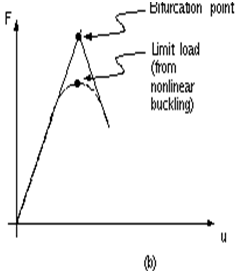 Bifurcation point
F
Limit load
(from
nonlinear
buckling)
u
(b)